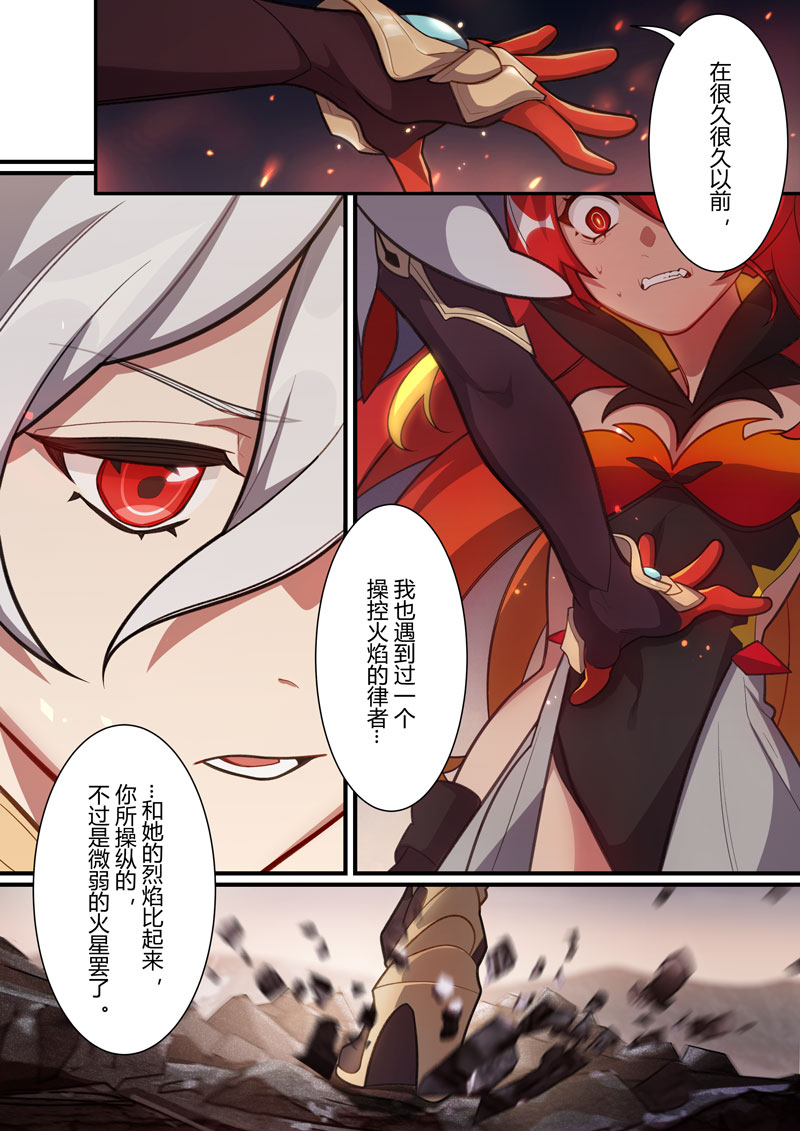 在很久很久以前，
我也遇到过一个
操控火焰的律者…
…和她的烈焰比起来，
你所操纵的，
不过是微弱的火星罢了。